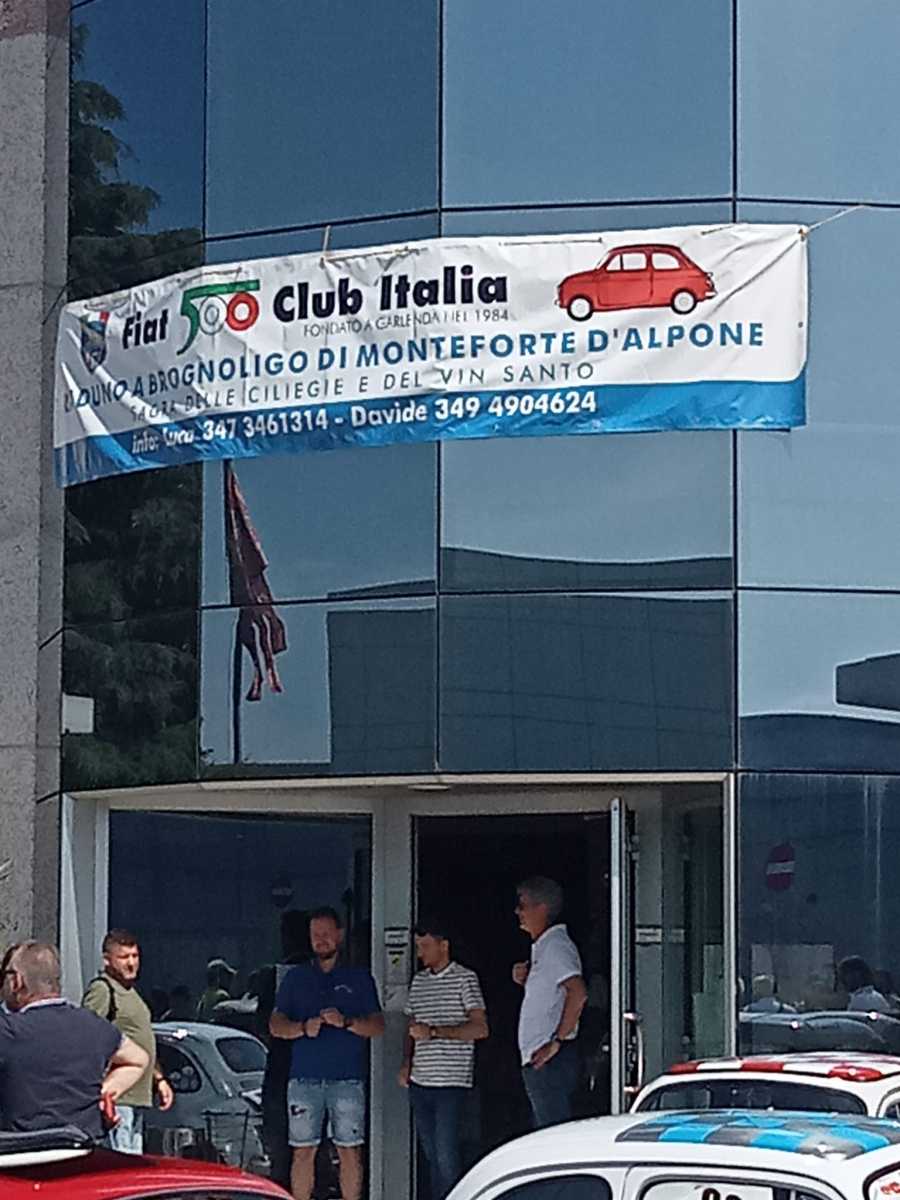 Fiat 500 Club Italia
FONDATO A GARLENDA NEL 1984
RADUNO A BROGNOLIGO DI MONTEFORTE D'ALPONE
SAGRA DELLE CILIEGIE E DEL VIN SANTO
info: Luca 347 3461314 - Davide 349 4904624